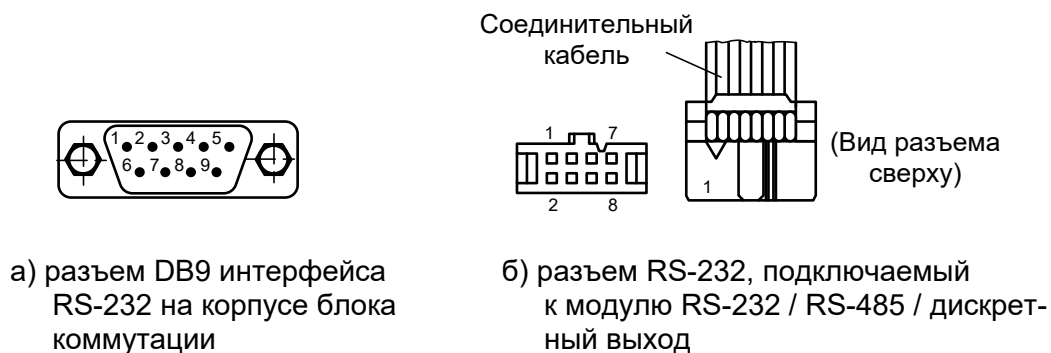 Соединительный
кабель
1 2 3 4 5
6 7 8 9
1 7
2 8
1
(Вид разъема
сверху)
а) разъем DB9 интерфейса
RS-232 на корпусе блока
коммутации
б) разъем RS-232, подключаемый
к модулю RS-232 / RS-485 / дискрет-
ный выход